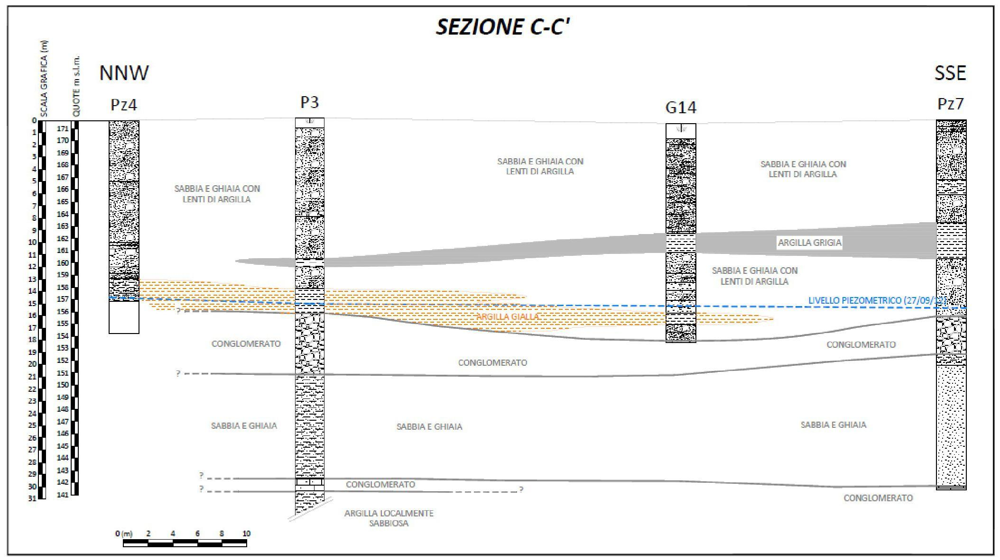 SEZIONE C-C'
SCALA GRAFICA (m)
QUOTE m s.l.m.
NNW
SSE
Pz4
P3
G14
Pz7
0
1
2
3
4
5
6
7
8
9
10
11
12
13
14
15
16
17
18
19
20
21
22
23
24
25
26
27
28
29
30
31
171
170
169
168
167
166
165
164
163
162
161
160
159
158
157
156
155
154
153
152
151
150
149
148
147
146
145
144
143
142
141
SABBIA E GHIAIA CON
LENTI DI ARGILLA
SABBIA E GHIAIA CON
LENTI DI ARGILLA
SABBIA E GHIAIA CON
LENTI DI ARGILLA
ARGILLA GRIGIA
SABBIA E GHIAIA CON
LENTI DI ARGILLA
LIVELLO PIEZOMETRICO (27/09/12)
?
ARGILLA GIALLA
CONGLOMERATO
CONGLOMERATO
CONGLOMERATO
?
SABBIA E GHIAIA
SABBIA E GHIAIA
SABBIA E GHIAIA
?
CONGLOMERATO
?
?
CONGLOMERATO
ARGILLA LOCALMENTE
SABBIOSA
0 (m) 2 4 6 8 10